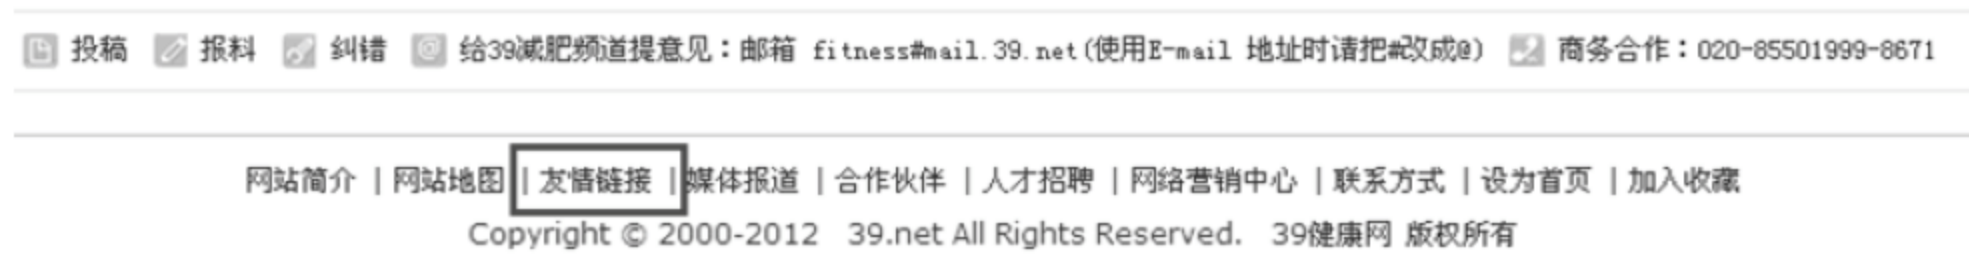 投稿 报料 纠错 给39减肥频道提意见：邮箱 fitness#mail.39.net(使用E-mail 地址时请把#改成@) 商务合作：020-85501999-8671
网站简介 | 网站地图 | 友情链接 | 媒体报道 | 合作伙伴 | 人才招聘 | 网络营销中心 | 联系方式 | 设为首页 | 加入收藏
Copyright © 2000-2012 39.net All Rights Reserved. 39健康网 版权所有